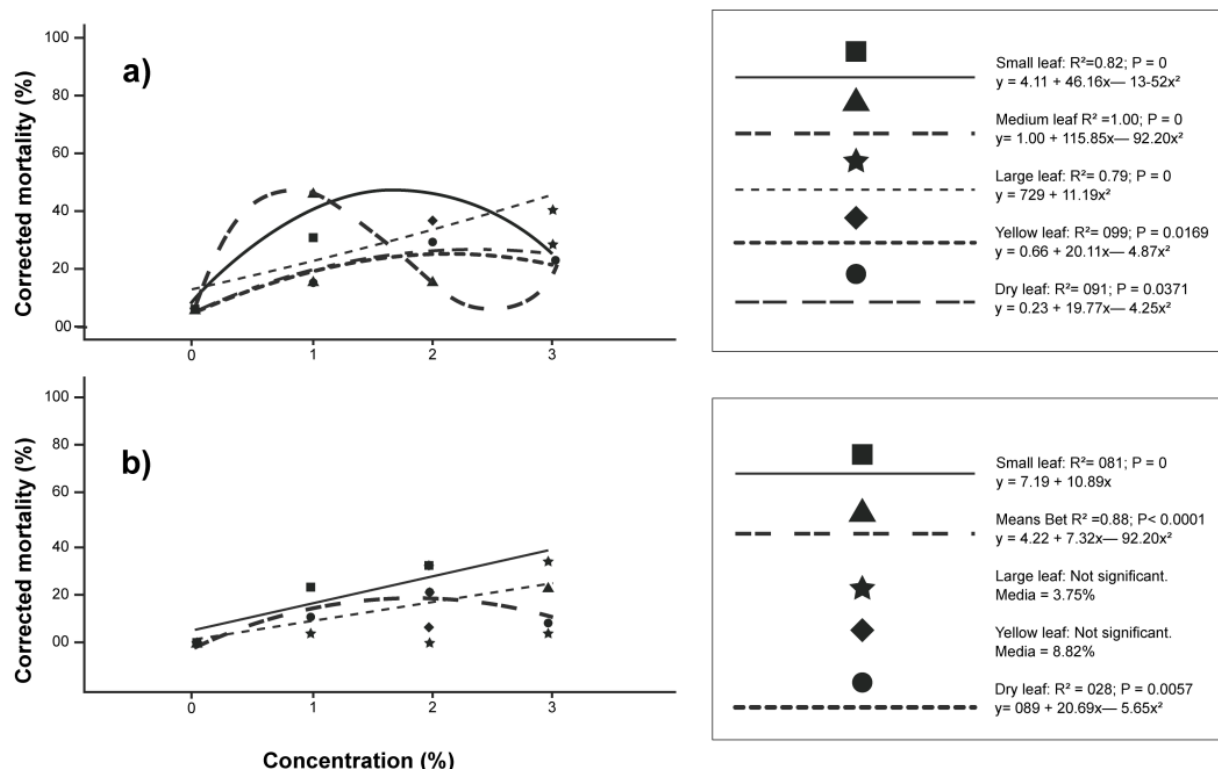 100
80
60
40
20
00
Corrected mortality (%)
a)
0 1 2 3
Small leaf: R²=0.82; P = 0
y = 4.11 + 46.16x— 13-52x²
Medium leaf R² =1.00; P = 0
y= 1.00 + 115.85x— 92.20x²
Large leaf: R²= 0.79; P = 0
y = 729 + 11.19x²
Yellow leaf: R²= 099; P = 0.0169
y = 0.66 + 20.11x— 4.87x²
Dry leaf: R²= 091; P = 0.0371
y = 0.23 + 19.77x— 4.25x²
100
80
60
40
20
00
Corrected mortality (%)
b)
0 1 2 3
Concentration (%)
Small leaf: R²= 081; P = 0
y = 7.19 + 10.89x
Means Bet R² =0.88; P< 0.0001
y = 4.22 + 7.32x— 92.20x²
Large leaf: Not significant.
Media = 3.75%
Yellow leaf: Not significant.
Media = 8.82%
Dry leaf: R² = 028; P = 0.0057
y= 089 + 20.69x— 5.65x²